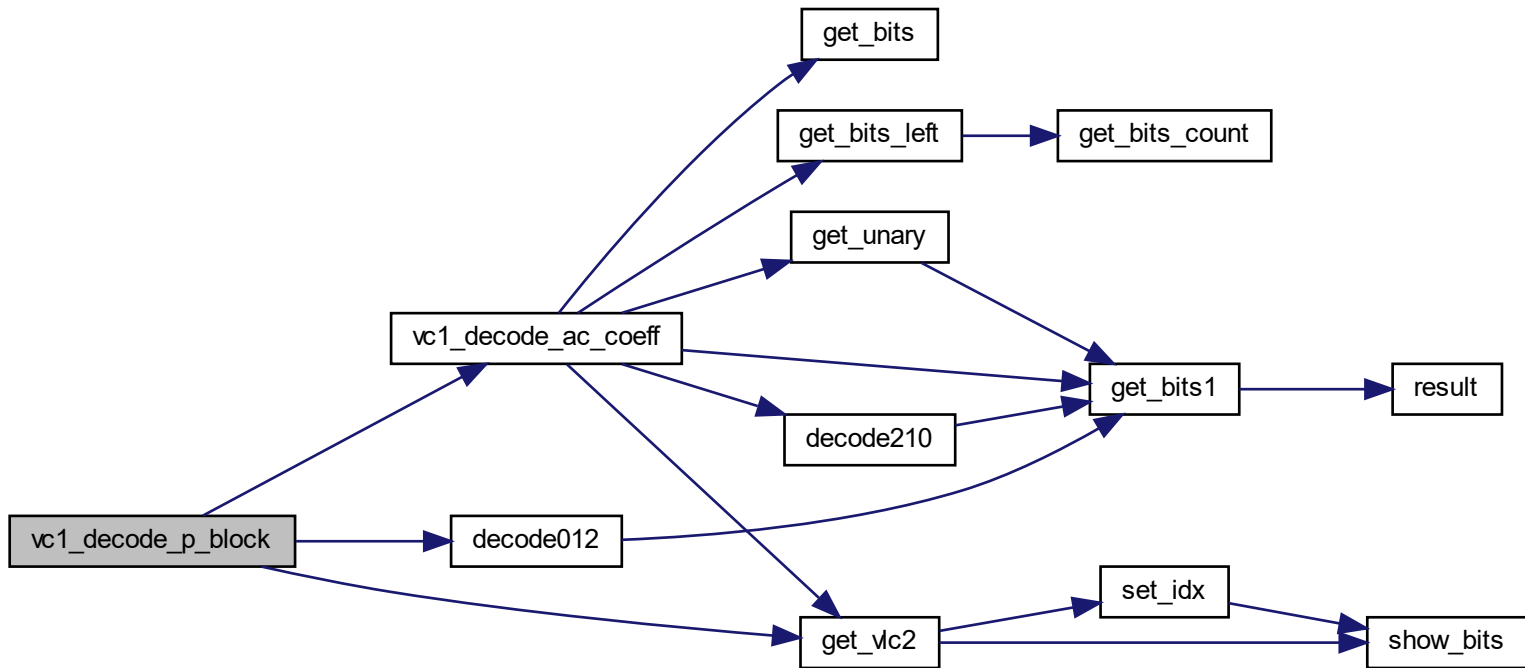 get_bits
get_bits_left
get_bits_count
get_unary
vc1_decode_ac_coeff
get_bits1
result
decode210
vc1_decode_p_block
decode012
set_idx
get_vlc2
show_bits